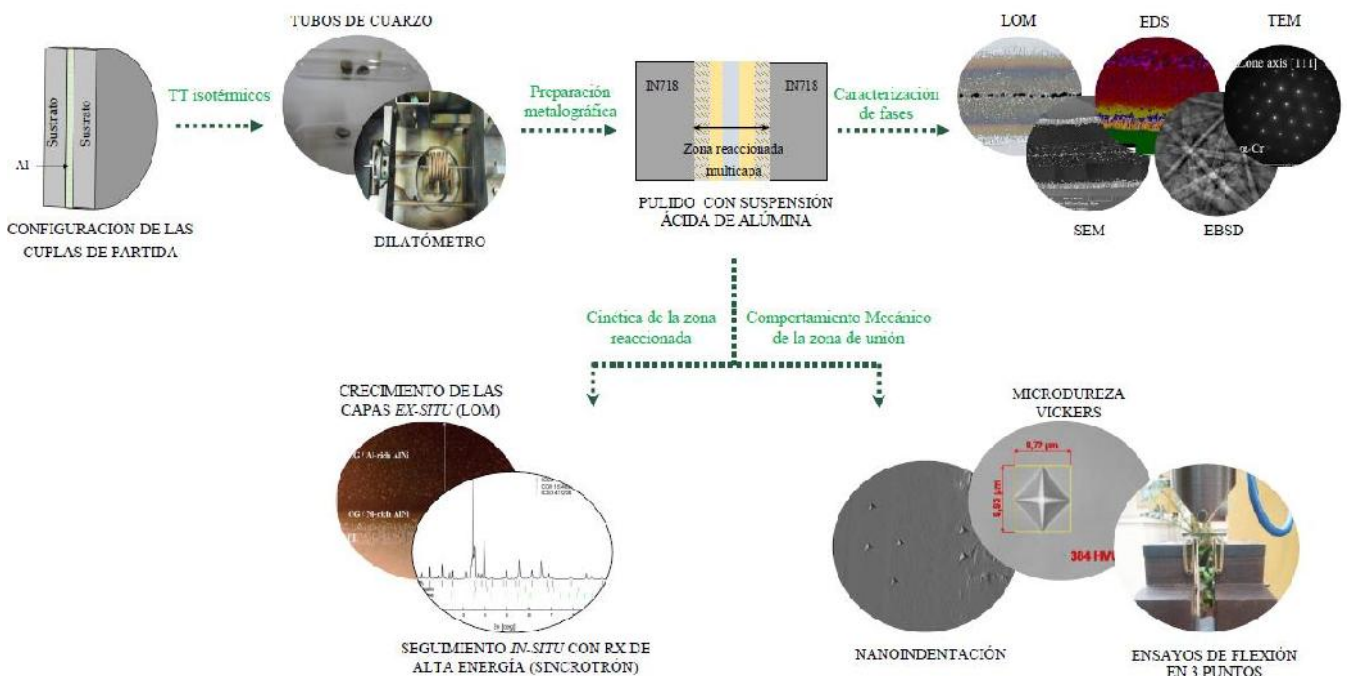 TUBOS DE CUARZO
LOM
EDS
TEM
Sustrato
Sustrato
Al
TT isotérmicos
Preparación
metalográfica
IN718
IN718
Zona reaccionada
multicapa
Caracterización
de fases
Zone axis [111]
α-Cr
CONFIGURACIÓN DE LAS
CUPLAS DE PARTIDA
DILATÓMETRO
PULIDO CON SUSPENSIÓN
ÁCIDA DE ALÚMINA
SEM
EBSD
Cinética de la zona
reaccionada
Comportamiento Mecánico
de la zona de unión
CRECIMIENTO DE LAS
CAPAS EX-SITU (LOM)
MICRODUREZA
VICKERS
CG / Al-rich AlNi
CG / Ni-rich AlNi
SEGUIMIENTO IN-SITU CON RX DE
ALTA ENERGÍA (SINCROTRÓN)
NANOINDENTACIÓN
ENSAYOS DE FLEXIÓN
EN 3 PUNTOS